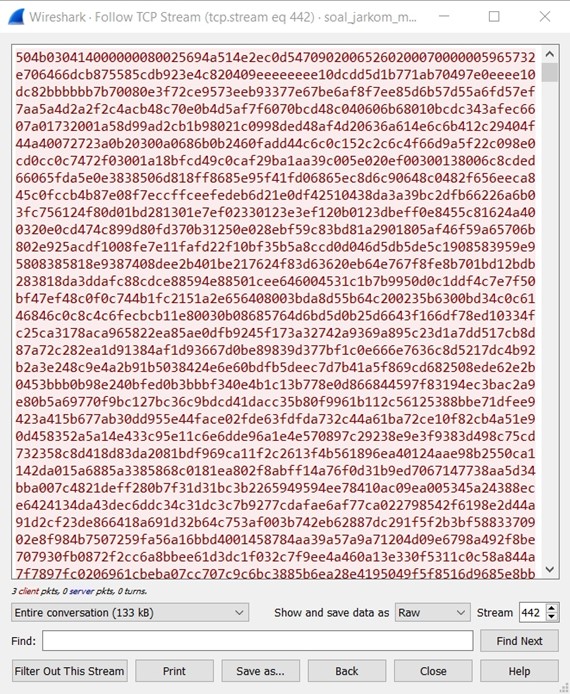 Wireshark · Follow TCP Stream (tcp.stream eq 442) · soal_jarkom_m...
504b030414000000080025694a514e2ec0d547090200652602000700000005965732
e706466dcb875585cdb923e4c820409eeeeeeee10dcdd5d1b771ab70497e0eeee10
dc82bbbbbb7b70080e3f72ce9573eeb93377e67be6af8f7ee85d6b57d55a6fd57ef
7aa5a4d2a2f2c4acb48c70e0b4d5af7f6070bcd48c040606b68010bcdc343afec66
07a01732001a58d99ad2cb1b98021c0998ded48af4d20636a614e6c6b412c29404f
44a40072723a0b20300a0686b0b2460fadd44c6c0c152c2c6c4f66d9a5f22c098e0
cd0cc0c7472f03001a18bfcd49c0caf29ba1aa39c005e020ef00300138006c8cded
66065fda5e0e3838506d818ff8685e95f41fd06865ec8d6c90648c0482f656eeca8
45c0fccb4b87e08f7eccffceefedeb6d21e0df42510438da3a39bc2dfb66226a6b0
3fc756124f80d01bd281301e7ef02330123e3ef120b0123dbeff0e8455c81624a40
0320e0cd474c899d80fd370b31250e028ebf59c83bd81a2901805af46f59a65706b
802e925acdf1008fe7e11fafd22f10bf35b5a8ccd0d046d5db5de5c1908583959e9
5808385818e9387408dee2b401be217624f83d63620eb64e767f8fe8b701bd12bdb
283818da3ddafc88cdce88594e88501cee646004531c1b7b9950d0c1ddf4c7e7f50
bf47ef48c0f0c744b1fc2151a2e656408003bda8d55b64c200235b6300bd34c0c61
46846c0c8c4c6fecbcb11e80030b08685764d6bd5d0b25d6643f166df78ed10334f
c25ca3178aca965822ea85ae0dfb9245f173a32742a9369a895c23d1a7dd517cb8d
87a72c282ea1d91384af1d93667d0be89839d377bf1c0e666e7636c8d5217dc4b92
b2a3e248c9e4a2b91b5038424e6e60bdfb5deec7d7b41a5f869cd682508ede62e2b
0453bbb0b98e240bfed0b3bbbf340e4b1c13b778e0d866844597f83194ec3bac2a9
e80b5a69770f9bc127bc36c9bdcd41dacc35b80f9961b112c56125388bbe71dfee9
423a415b677ab30dd955e44face02fde63fdfda732c44a61ba72ce10f82cb4a51e9
0d458352a5a14e433c95e11c6e6dde96a1e4e570897c29238e9e3f9383d498c75cd
732358c8d418d83da2081bdf969ca11f2c2613f4b561896ea40124aae98b2550ca1
142da015a6885a3385868c0181ea802f8abff14a76f0d31b9ed7067147738aa5d34
bba007c4821deff280b7f31d31bc3b2265949594ee78410ac09ea005345a24388ec
e6424134da43dec6ddc34c31dc3c7b9277cdafae6af77ca022798542f6198e2d44a
91d2cf23de866418a691d32b64c753af003b742eb62887dc291f5f2b3bf58833709
02e8f984b7507259fa56a16bbd4001458784aa39a57a9a71204d09e6798a492f8be
707930fb0872f2cc6a8bbee61d3dc1f032c7f9ee4a460a13e330f5311c0c58a844a
7f7897fc0206961cbeba07cc707c9c6bc3885b6ea28e4195049f5f8516d9685e8bb
3 client pkts, 0 server pkts, 0 turns.
Entire conversation (133 kB) Show and save data as Raw Stream 442
Find: Find Next
Filter Out This Stream Print Save as... Back Close Help